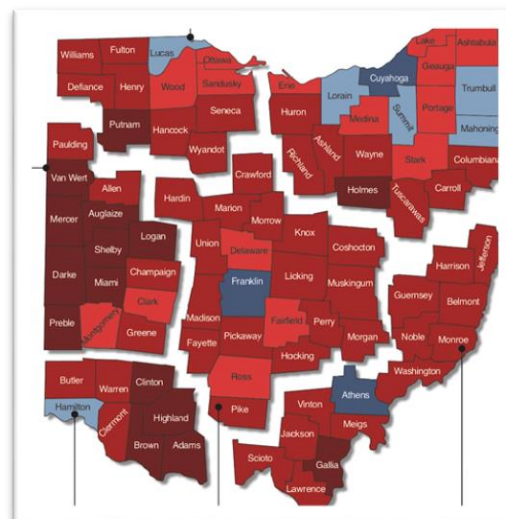 Williams
Fulton
Lucas
Ottawa
Defiance
Henry
Wood
Sandusky
Putnam
Hancock
Seneca
Wyandot
Lake
Ashtabula
Geauga
Cuyahoga
Erie
Lorain
Trumbull
Huron
Medina
Summit
Portage
Mahoning
Richland
Ashland
Wayne
Stark
Columbiana
Holmes
Tuscarawas
Carroll
Paulding
Van Wert
Allen
Mercer
Auglaize
Logan
Shelby
Darke
Miami
Champaign
Clark
Preble
Montgomery
Greene
Crawford
Hardin
Marion
Morrow
Union
Delaware
Knox
Coshocton
Franklin
Licking
Muskingum
Madison
Fairfield
Perry
Fayette
Pickaway
Hocking
Morgan
Ross
Pike
Jefferson
Harrison
Guernsey
Belmont
Noble
Monroe
Washington
Butler
Warren
Clinton
Hamilton
Clermont
Highland
Brown
Adams
Athens
Vinton
Meigs
Jackson
Scioto
Gallia
Lawrence